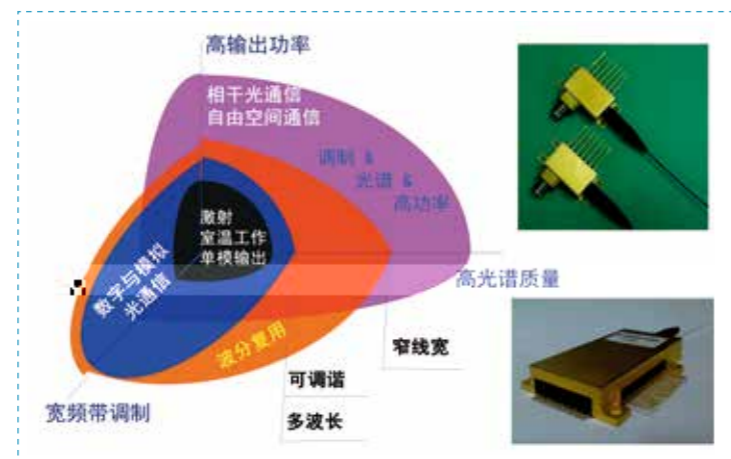 高输出功率
相干光通信
自由空间通信
调制 &
光谱 &
高功率
激射
室温工作
单模输出
数字与模拟
光通信
高光谱质量
波分复用
窄线宽
可调谐
多波长
宽频带调制